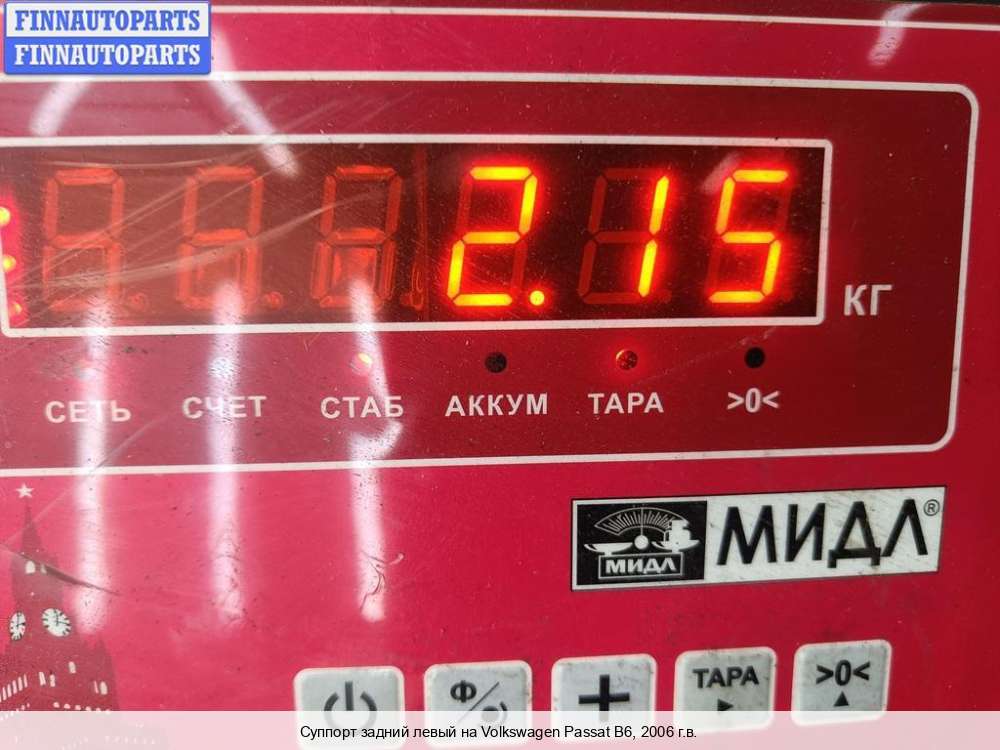 FINNAUTOPARTS
FINNAUTOPARTS
2.15
КГ
СЕТЬ СЧЕТ СТАБ АККУМ ТАРА >0<
МИДЛ МИДЛ®
Ф ТАРА >0<
Суппорт задний левый на Volkswagen Passat B6, 2006 г.в.